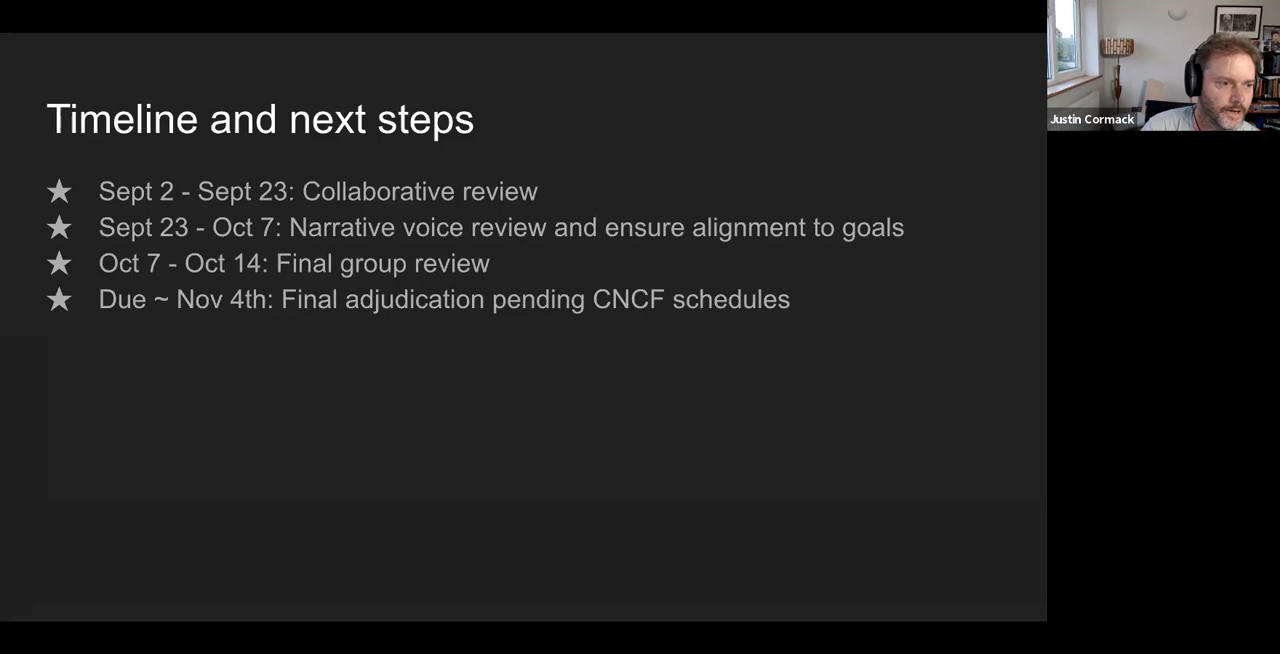 Timeline and next steps
★ Sept 2 - Sept 23: Collaborative review
★ Sept 23 - Oct 7: Narrative voice review and ensure alignment to goals
★ Oct 7 - Oct 14: Final group review
★ Due ~ Nov 4th: Final adjudication pending CNCF schedules
Justin Cormack